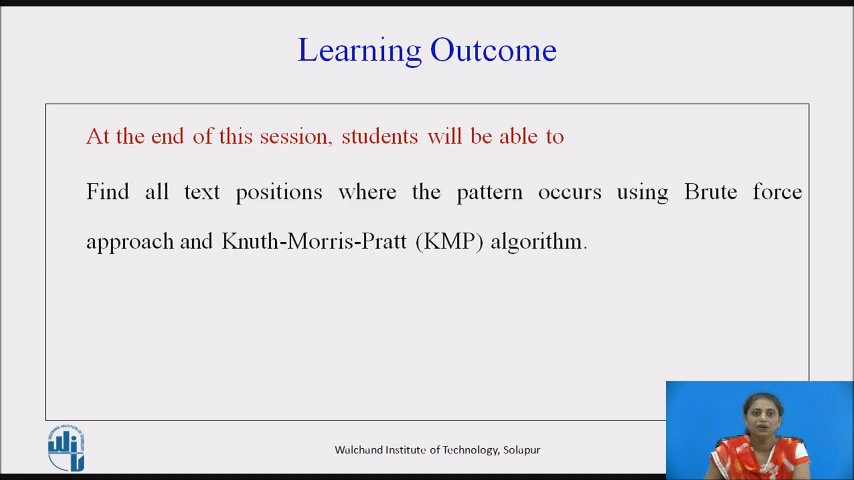 Learning Outcome
At the end of this session, students will be able to
Find all text positions where the pattern occurs using Brute force
approach and Knuth-Morris-Pratt (KMP) algorithm.
Walchand Institute of Technology, Solapur